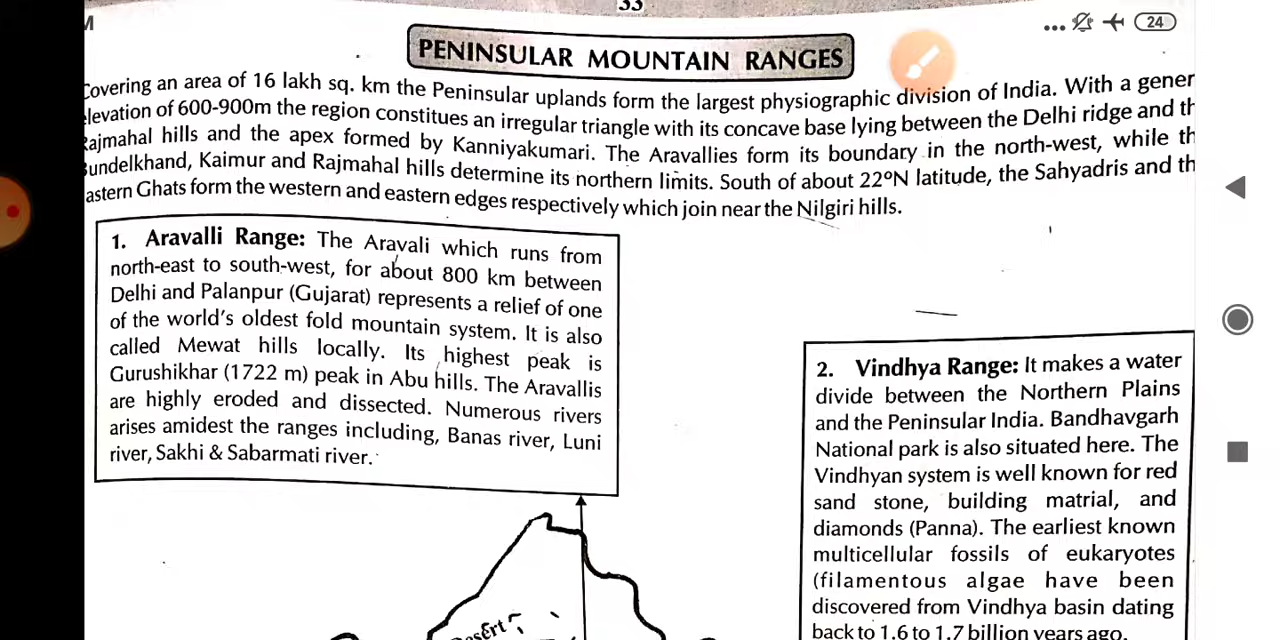 33
24
PENINSULAR MOUNTAIN RANGES
Covering an area of 16 lakh sq. km the Peninsular uplands form the largest physiographic division of India. With a gener
elevation of 600-900m the region constitues an irregular triangle with its concave base lying between the Delhi ridge and th
Rajmahal hills and the apex formed by Kanniyakumari. The Aravallies form its boundary in the north-west, while th
Bundelkhand, Kaimur and Rajmahal hills determine its northern limits. South of about 22ºN latitude, the Sahyadris and th
astern Ghats form the western and eastern edges respectively which join near the Nilgiri hills.
1. Aravalli Range: The Aravali which runs from
north-east to south-west, for about 800 km between
Delhi and Palanpur (Gujarat) represents a relief of one
of the world's oldest fold mountain system. It is also
called Mewat hills locally. Its highest peak is
Gurushikhar (1722 m) peak in Abu hills. The Aravallis
are highly eroded and dissected. Numerous rivers
arises amidst the ranges including, Banas river, Luni
river, Sakhi & Sabarmati river.
2. Vindhya Range: It makes a water
divide between the Northern Plains
and the Peninsular India. Bandhavgarh
National park is also situated here. The
Vindhyan system is well known for red
sand stone, building matrial, and
diamonds (Panna). The earliest known
multicellular fossils of eukaryotes
(filamentous algae have been
discovered from Vindhya basin dating
back to 1.6 to 1.7 billion years ago.